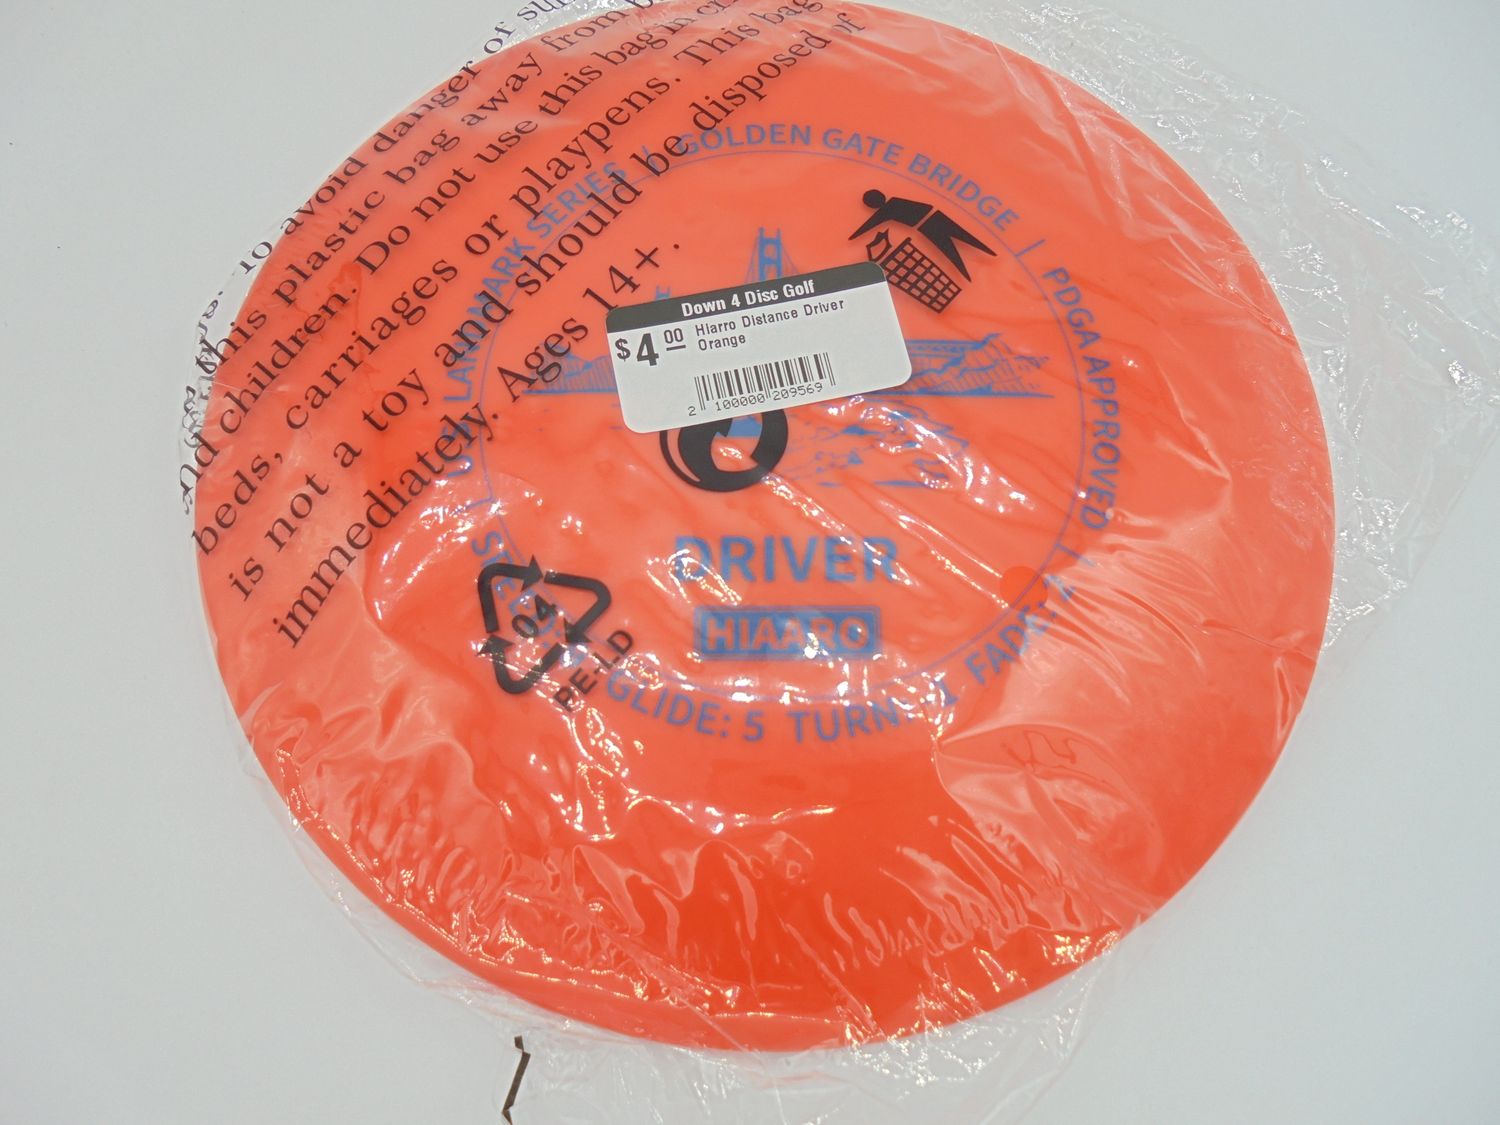 To avoid danger of
this plastic bag away from
and children. Do not use this bag in
beds, carriages or playpens. This bag
is not a toy and should be disposed of
immediately. Ages 14+.
LANDMARK SERIES | GOLDEN GATE BRIDGE | PDGA APPROVED |
Down 4 Disc Golf
$4.00 Hiarro Distance Driver
Orange
2 100000 209569
DRIVER
HIAARO
GLIDE: 5 TURN: -1 FADE: 2
04
PE-LD